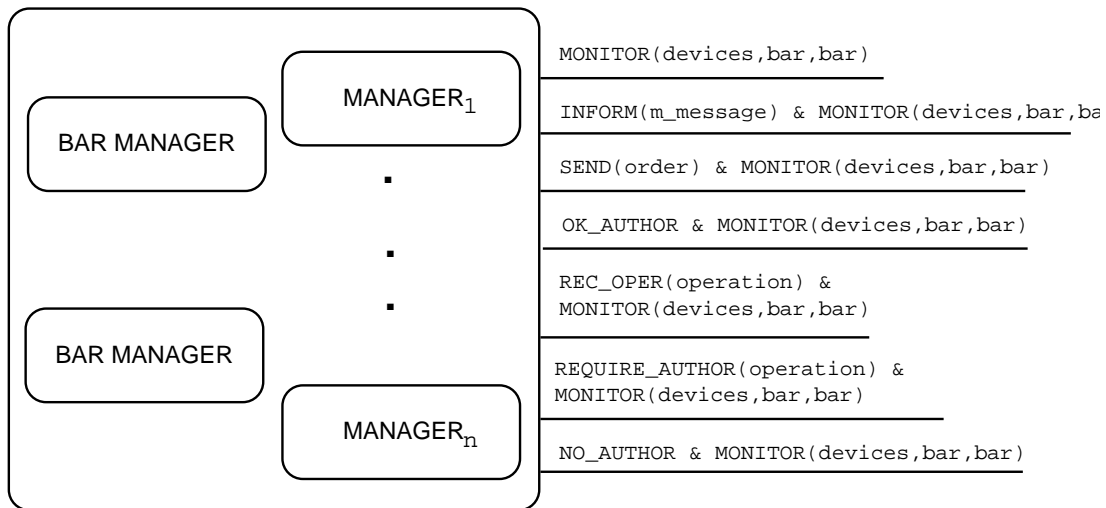 MONITOR(devices,bar,bar)
MANAGER1
INFORM(m_message) & MONITOR(devices,bar,ba
BAR MANAGER
SEND(order) & MONITOR(devices,bar,bar)
OK_AUTHOR & MONITOR(devices,bar,bar)
REC_OPER(operation) &
MONITOR(devices,bar,bar)
BAR MANAGER
REQUIRE_AUTHOR(operation) &
MONITOR(devices,bar,bar)
MANAGERn
NO_AUTHOR & MONITOR(devices,bar,bar)